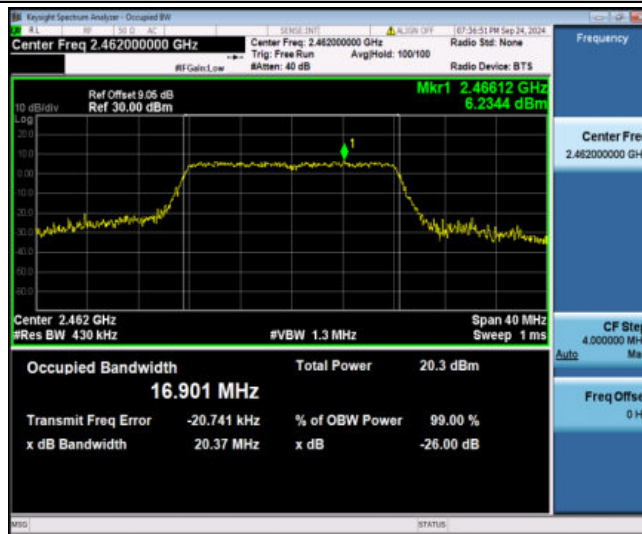 Keysight Spectrum Analyzer - Occupied BW
RL RF 50 Ω AC SENSE:INT ALIGN OFF 07:36:51 PM Sep 24, 2024
Center Freq 2.462000000 GHz
Center Freq: 2.462000000 GHz Radio Std: None
Trig: Free Run Avg|Hold: 100/100
#IFGain:Low #Atten: 40 dB Radio Device: BTS
Frequency
Ref Offset 9.05 dB
10 dB/div Ref 30.00 dBm
Mkr1 2.46612 GHz
6.2344 dBm
Log
20.0
10.0
0.00
-10.0
-20.0
-30.0
-40.0
-50.0
-60.0
1
Center 2.462 GHz Span 40 MHz
#Res BW 430 kHz #VBW 1.3 MHz Sweep 1 ms
Occupied Bandwidth Total Power 20.3 dBm
16.901 MHz
Transmit Freq Error -20.741 kHz % of OBW Power 99.00 %
x dB Bandwidth 20.37 MHz x dB -26.00 dB
Center Fre
2.462000000 GH
CF Ste
4.000000 MH
Auto Ma
Freq Offse
0 H
MSG STATUS